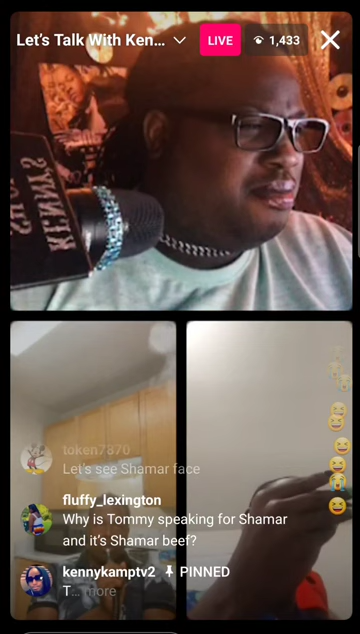 Let's Talk With Ken...
LIVE
1,433
KENNY'S
token7870
Let's see Shamar face
fluffy_lexington
Why is Tommy speaking for Shamar
and it's Shamar beef?
kennykamptv2 PINNED
T... more